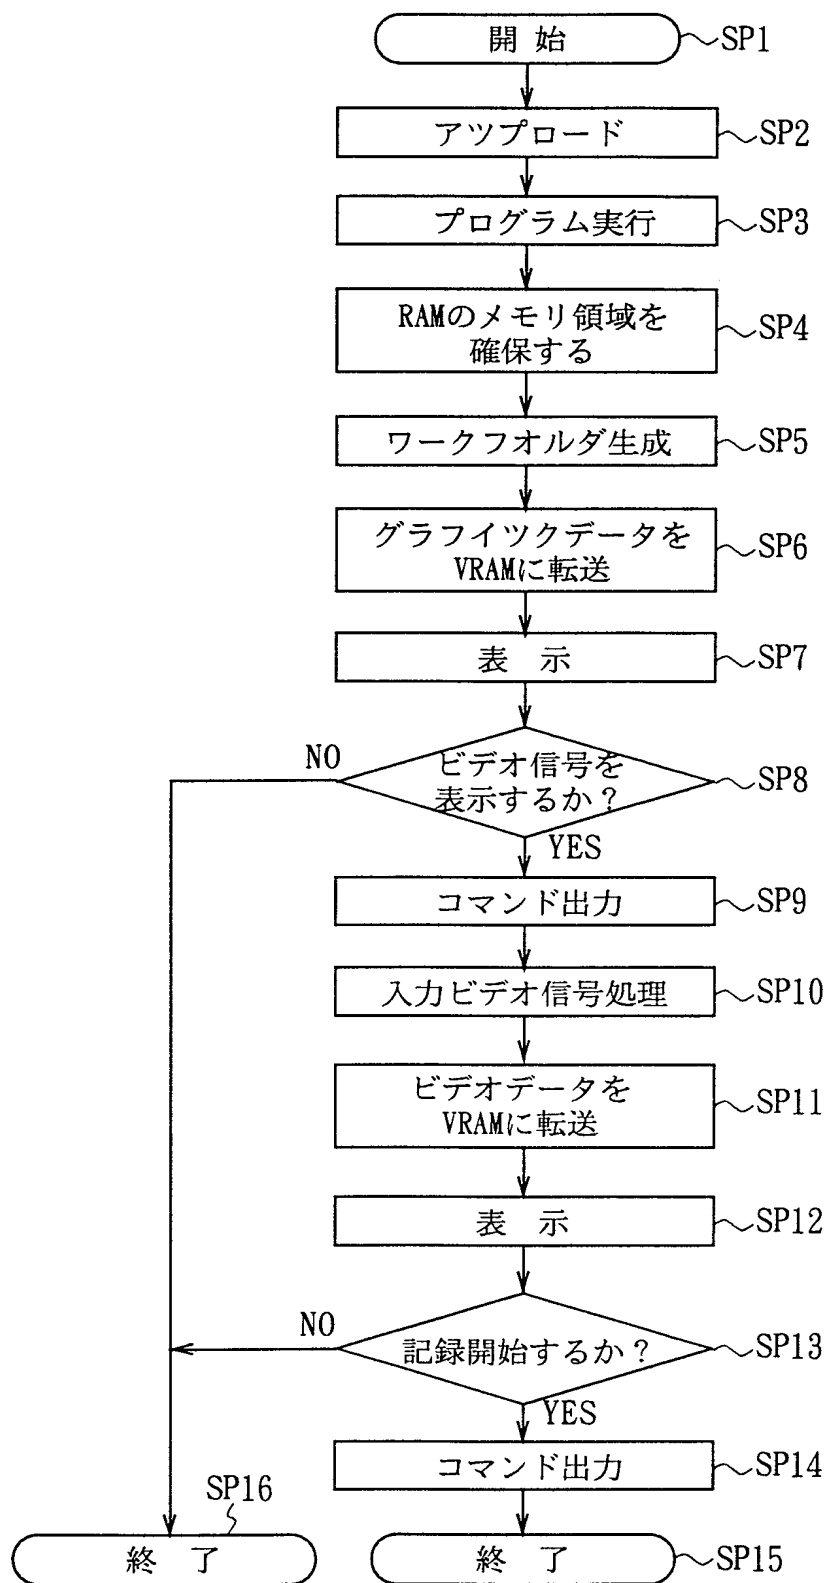 開 始
SP1
アツプロード
SP2
プログラム実行
SP3
RAMのメモリ領域を
確保する
SP4
ワークフオルダ生成
SP5
グラフイツクデータを
VRAMに転送
SP6
表 示
SP7
ビデオ信号を
表示するか？
SP8
NO
YES
コマンド出力
SP9
入力ビデオ信号処理
SP10
ビデオデータを
VRAMに転送
SP11
表 示
SP12
NO
記録開始するか？
SP13
YES
コマンド出力
SP14
SP16
終 了
終 了
SP15